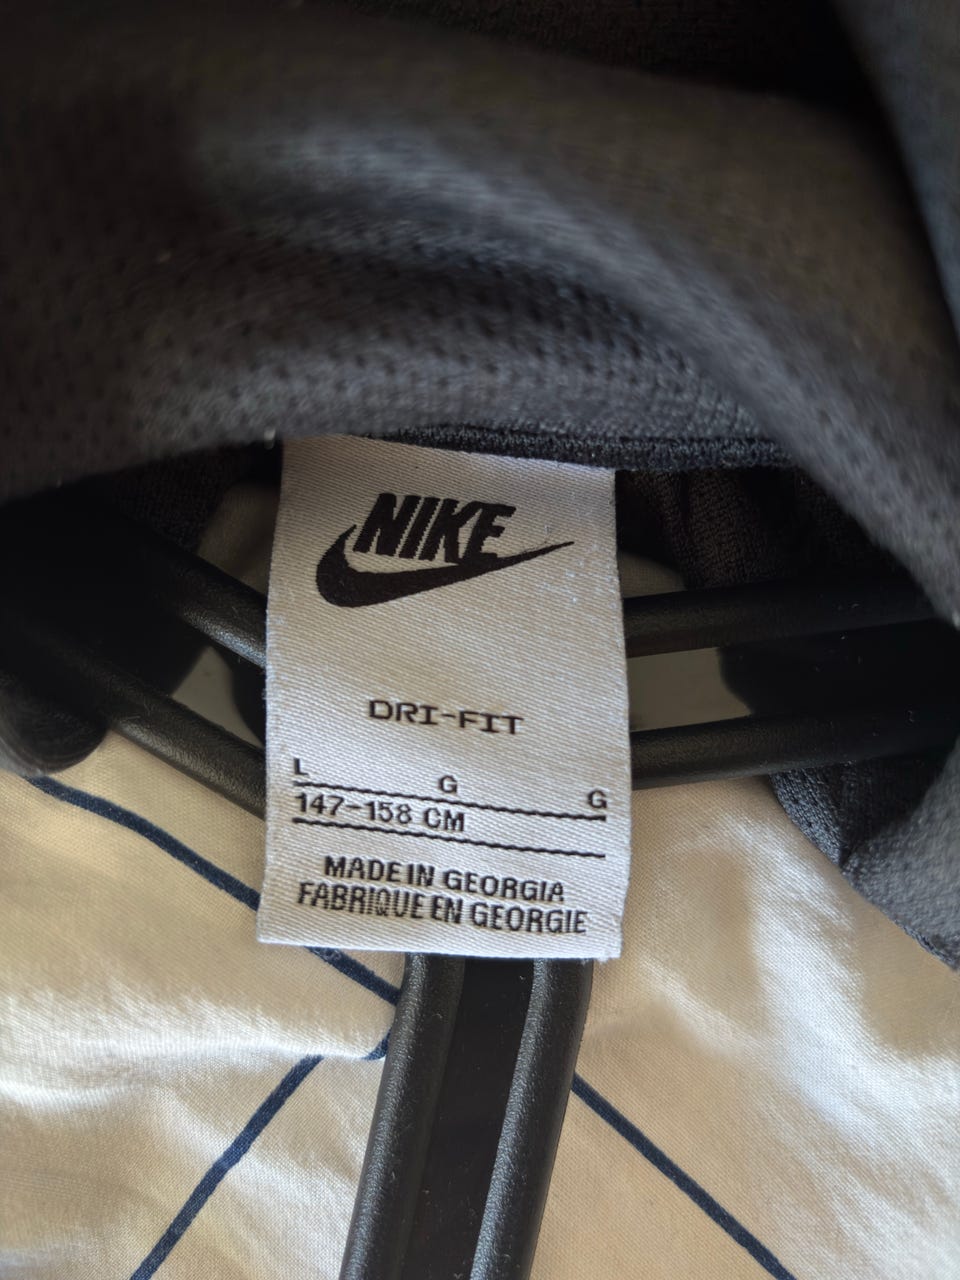 NIKE
DRI-FIT
L G G
147-158 CM
MADE IN GEORGIA
FABRIQUE EN GEORGIE